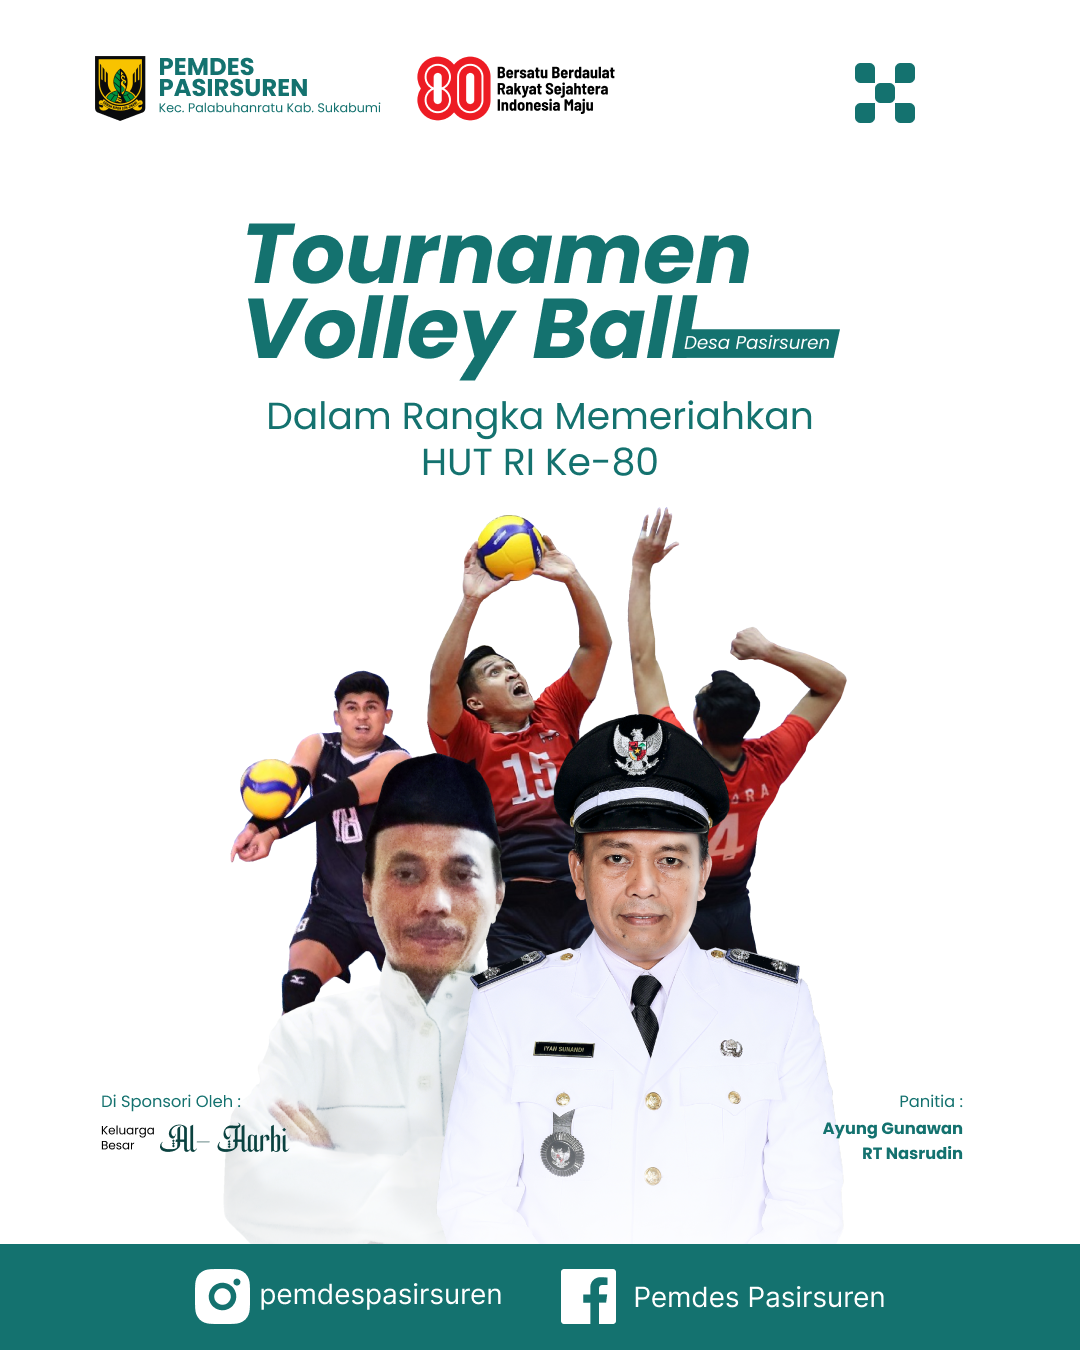 PEMDES
PASIRSUREN
Kec. Palabuhanratu Kab. Sukabumi
80
Bersatu Berdaulat
Rakyat Sejahtera
Indonesia Maju
Tournamen
Volley Ball
Desa Pasirsuren
Dalam Rangka Memeriahkan
HUT RI Ke-80
15
18
8
4
IYAN SUNANDI
Di Sponsori Oleh :
Keluarga
Besar
Al- Harbi
Panitia :
Ayung Gunawan
RT Nasrudin
pemdespasirsuren
Pemdes Pasirsuren